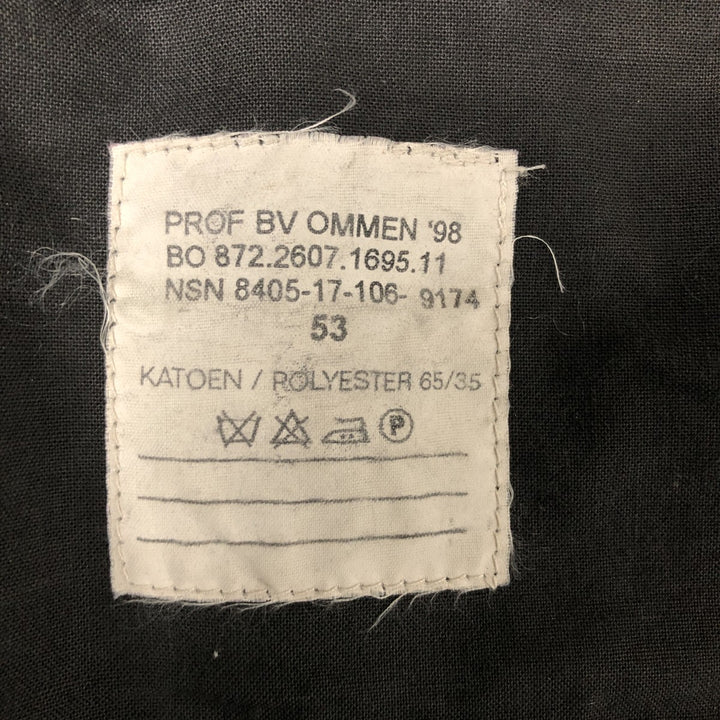 PROF BV OMMEN '98
BO 872.2607.1695.11
NSN 8405-17-106- 9174
53
KATOEN / POLYESTER 65/35
P